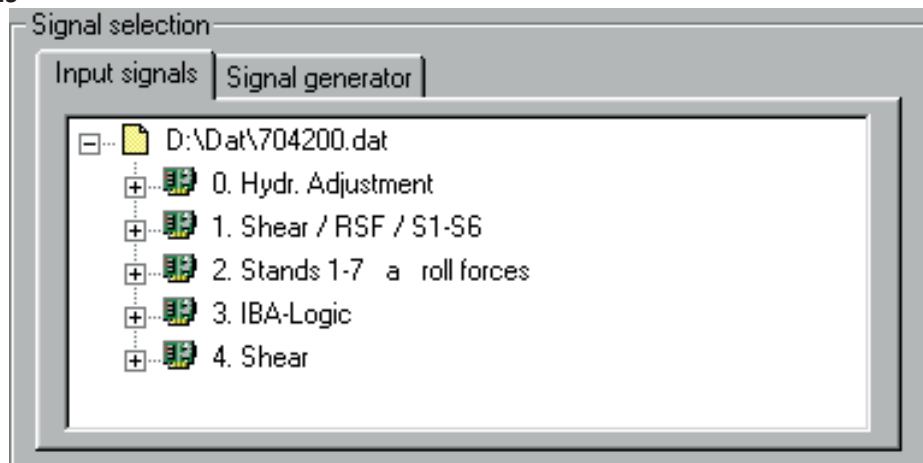 Signal selection
Input signals Signal generator
D:\Dat\704200.dat
0. Hydr. Adjustment
1. Shear / RSF / S1-S6
2. Stands 1-7 a roll forces
3. IBA-Logic
4. Shear